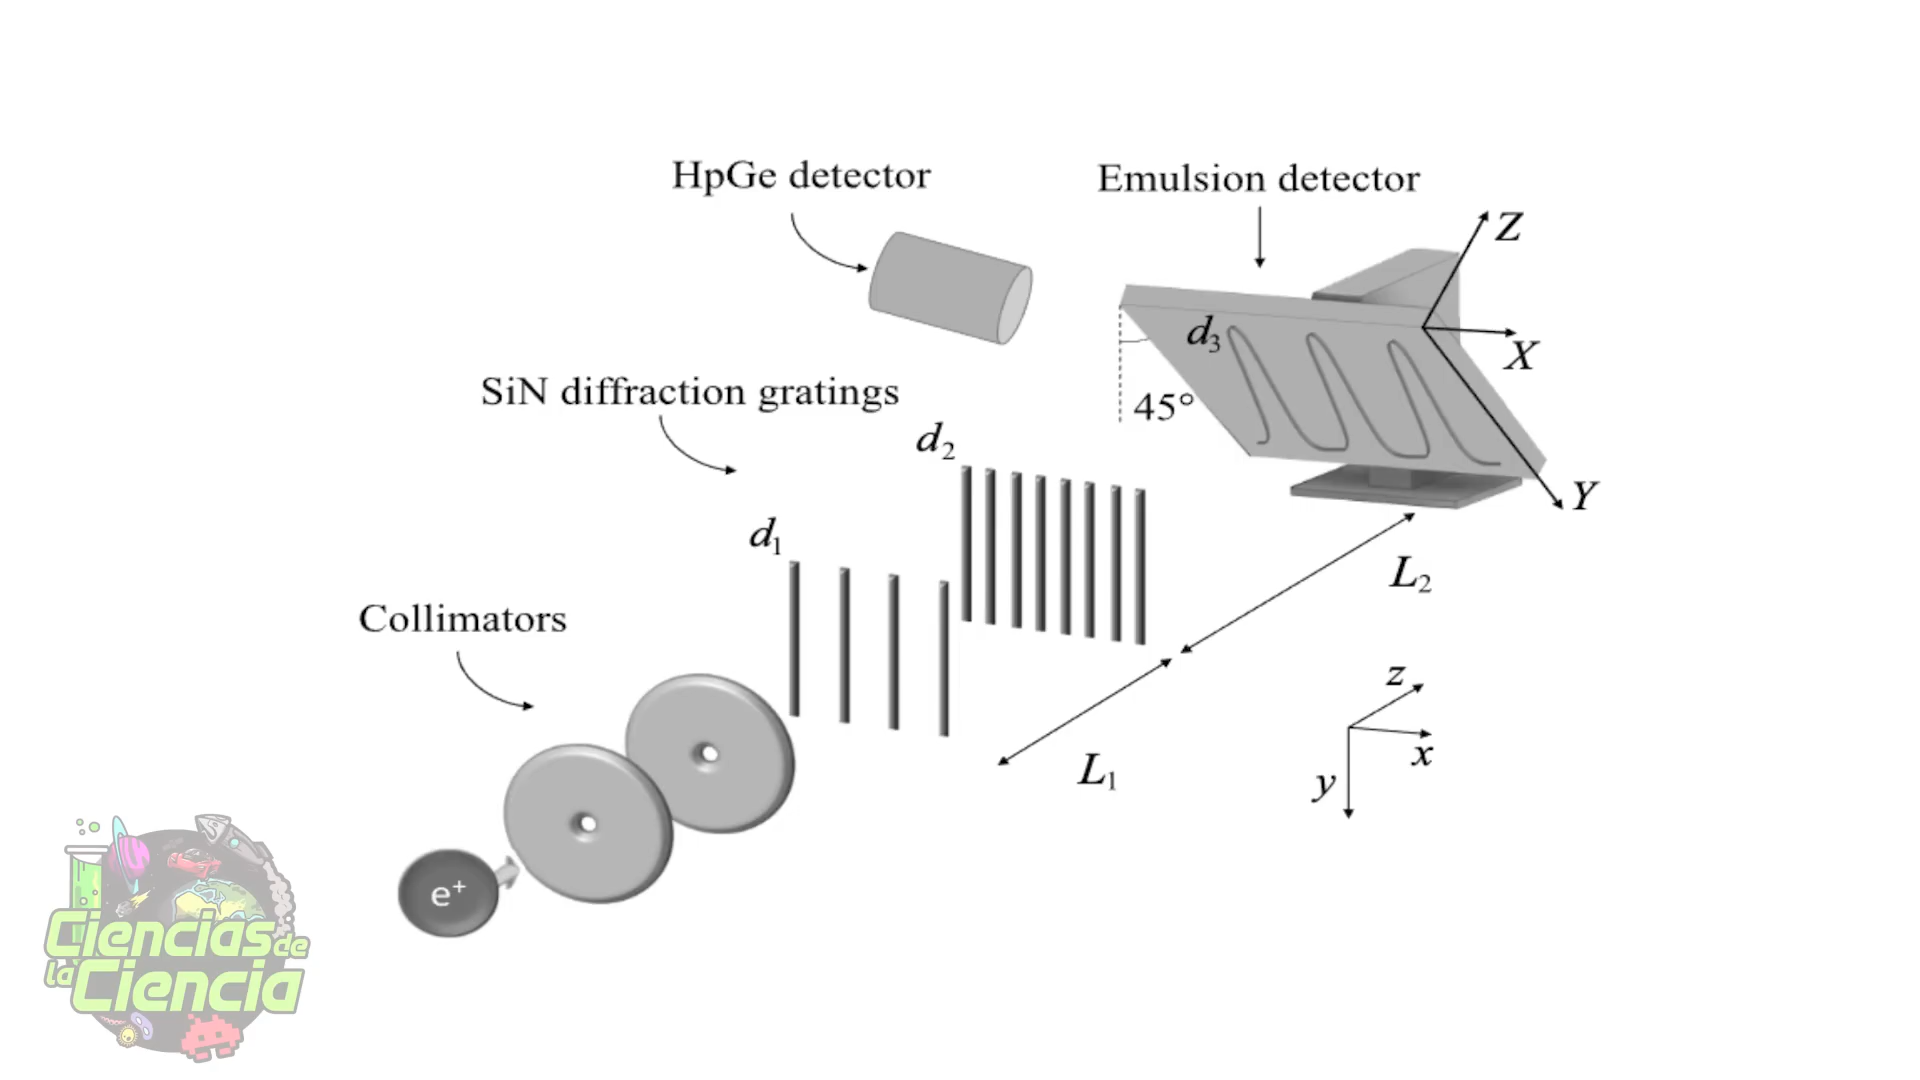 HpGe detector
Emulsion detector
Z
X
d₃
45°
Y
SiN diffraction gratings
d₂
d₁
L₂
Collimators
z
x
y
L₁
e⁺
Ciencias de
la Ciencia